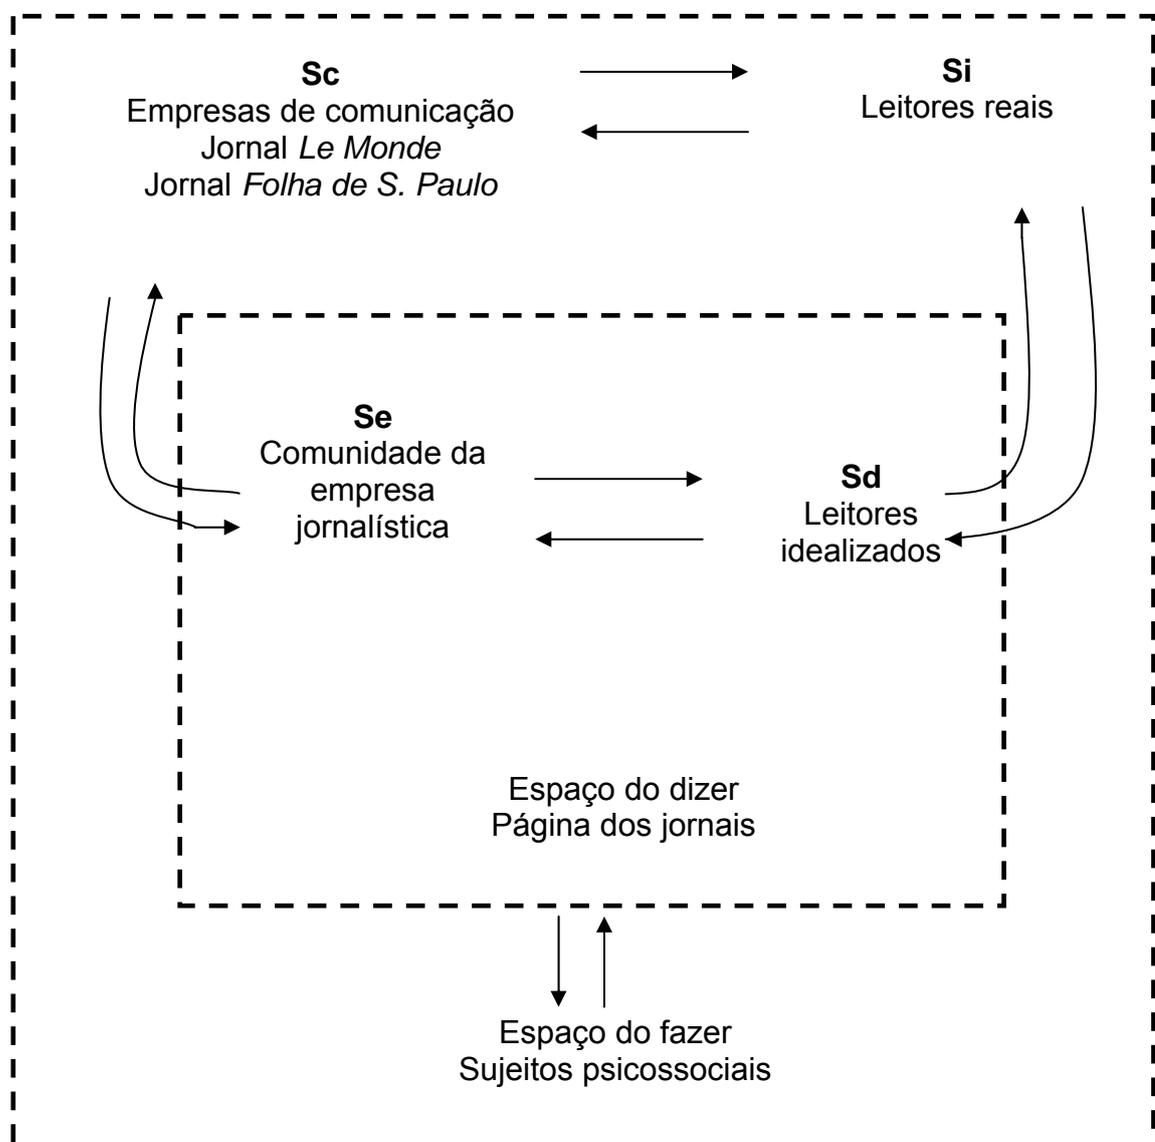 Sc
Empresas de comunicação
Jornal Le Monde
Jornal Folha de S. Paulo
Si
Leitores reais
Se
Comunidade da
empresa
jornalística
Sd
Leitores
idealizados
Espaço do dizer
Página dos jornais
Espaço do fazer
Sujeitos psicossociais